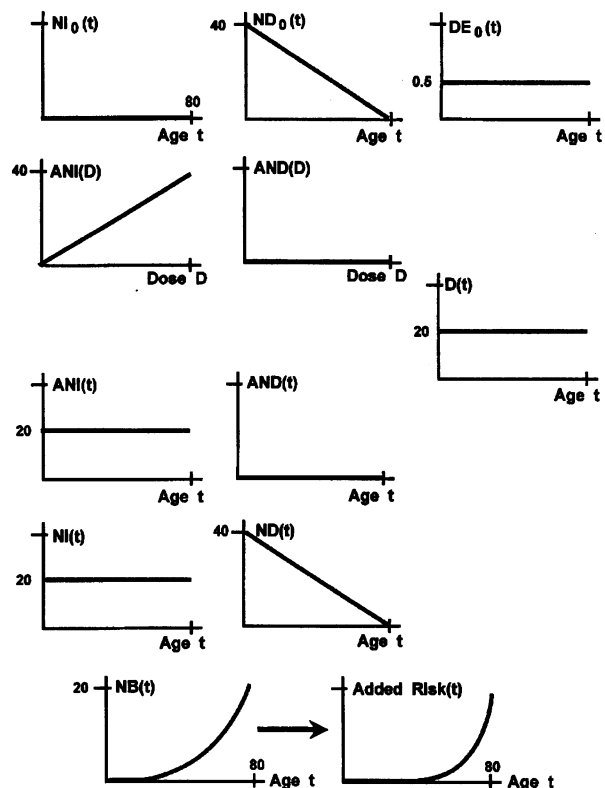 NI₀(t)
80
Age t
40
ND₀(t)
Age t
DE₀(t)
0.5
Age t
40
ANI(D)
Dose D
AND(D)
Dose D
D(t)
20
Age t
ANI(t)
20
Age t
AND(t)
Age t
NI(t)
20
Age t
40
ND(t)
Age t
20
NB(t)
80
Age t
Added Risk(t)
80
Age t